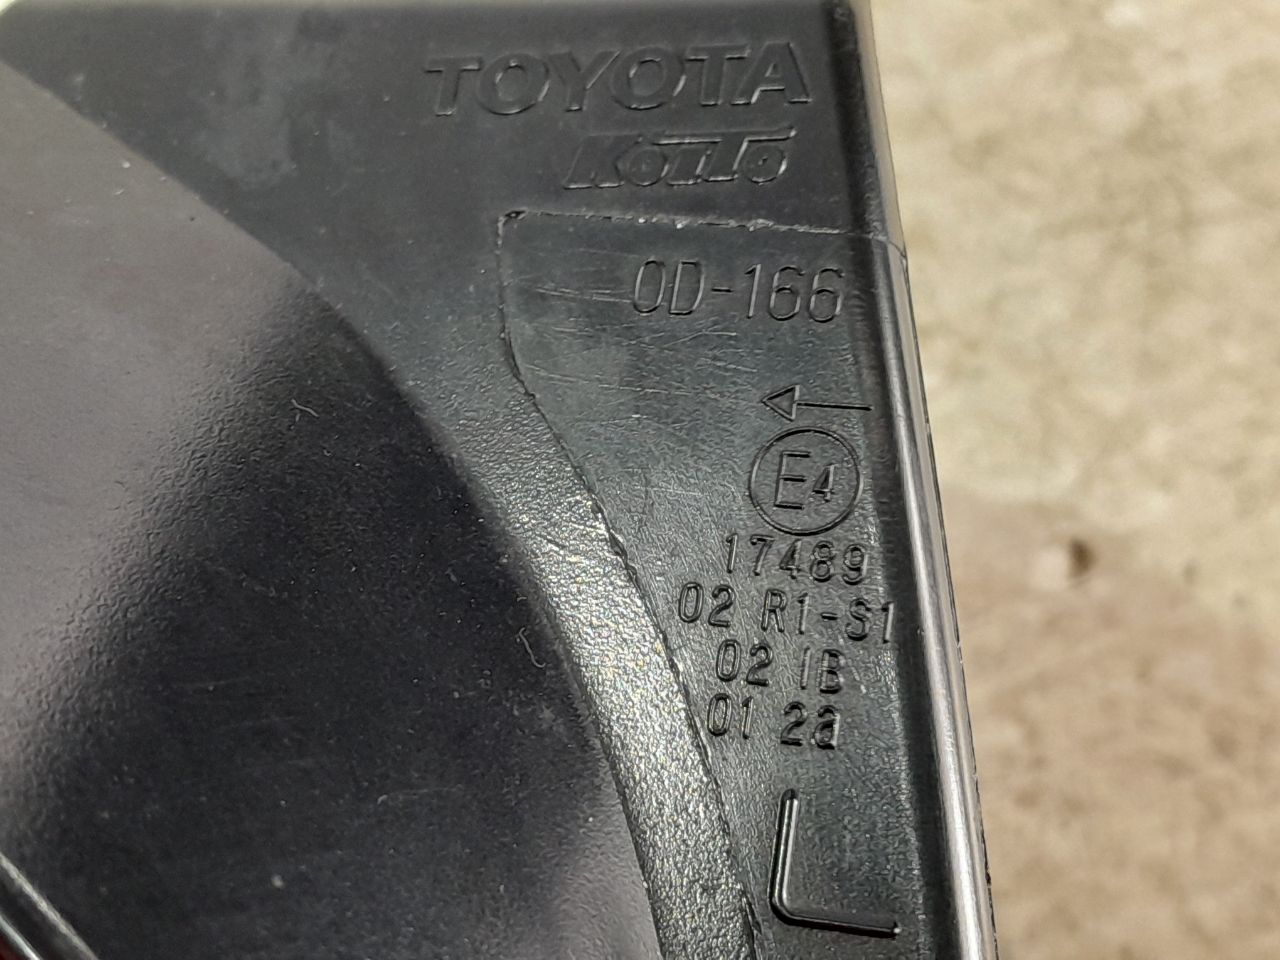 TOYOTA
KOITO
0D-166
E4
17489
02 R1-S1
02 IB
01 2a
L